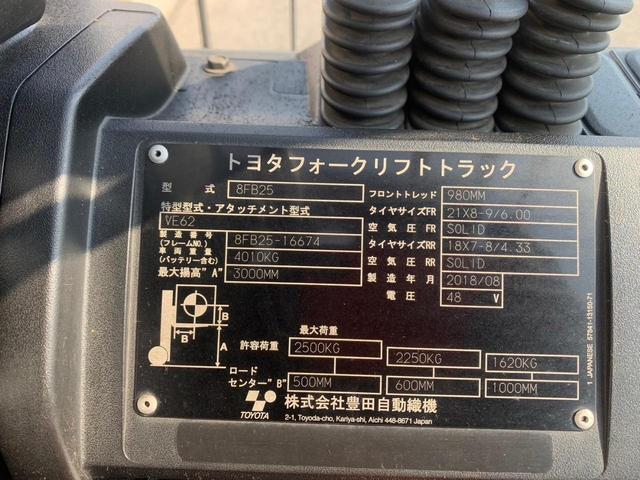 トヨタフォークリフトトラック
型式 8FB25
特型型式・アタッチメント型式
VE62
製造番号
(フレームNO.) 8FB25-16674
車両重量
(バッテリー含む) 4010KG
最大揚高"A" 3000MM
フロントトレッド 980MM
タイヤサイズFR 21X8-9/6.00
空気圧 FR SOLID
タイヤサイズRR 18X7-8/4.33
空気圧 RR SOLID
製造年月 2018/08
電圧 48 V
B
B
A
最大荷重
許容荷重 2500KG 2250KG 1620KG
ロード
センター"B" 500MM 600MM 1000MM
TOYOTA 株式会社豊田自動織機
2-1, Toyoda-cho, Kariya-shi, Aichi 448-8671 Japan
1 JAPANESE 57841-13150-71